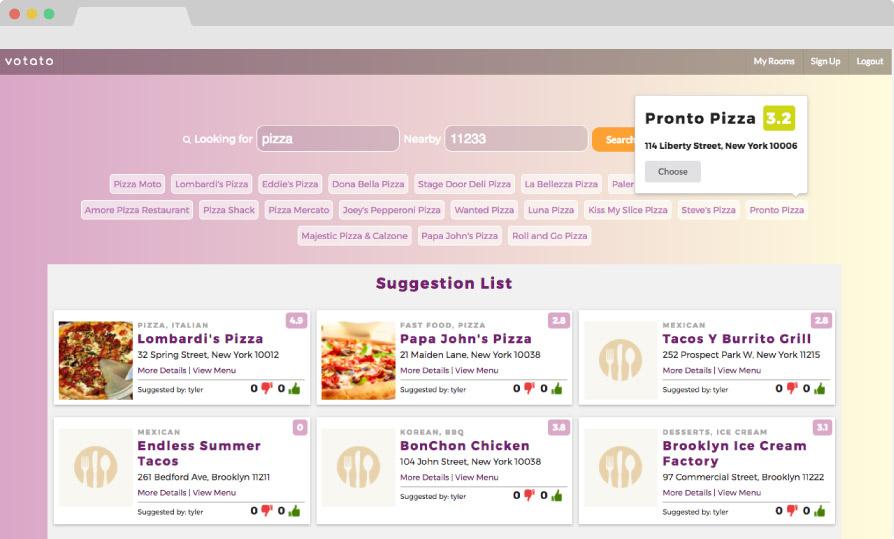 votato
My Rooms
Sign Up
Logout
Looking for
pizza
Nearby
11233
Search
Pronto Pizza 3.2
114 Liberty Street, New York 10006
Choose
Pizza Moto
Lombardi's Pizza
Eddie's Pizza
Dona Bella Pizza
Stage Door Deli Pizza
La Bellezza Pizza
Amore Pizza Restaurant
Pizza Shack
Pizza Mercato
Joey's Pepperoni Pizza
Wanted Pizza
Luna Pizza
Kiss My Slice Pizza
Steve's Pizza
Pronto Pizza
Majestic Pizza & Calzone
Papa John's Pizza
Roll and Go Pizza
Suggestion List
4.9
PIZZA, ITALIAN
Lombardi's Pizza
32 Spring Street, New York 10012
More Details | View Menu
Suggested by: tyler
0 0
2.8
FAST FOOD, PIZZA
Papa John's Pizza
21 Maiden Lane, New York 10038
More Details | View Menu
Suggested by: tyler
0 0
2.8
MEXICAN
Tacos Y Burrito Grill
252 Prospect Park W, New York 11215
More Details | View Menu
Suggested by: tyler
0 0
0
MEXICAN
Endless Summer
Tacos
261 Bedford Ave, Brooklyn 11211
More Details | View Menu
Suggested by: tyler
0 0
3.8
KOREAN, BBQ
BonChon Chicken
104 John Street, New York 10038
More Details | View Menu
Suggested by: tyler
0 0
3.1
DESSERTS, ICE CREAM
Brooklyn Ice Cream
Factory
97 Commercial Street, Brooklyn 11222
More Details | View Menu
Suggested by: tyler
0 0